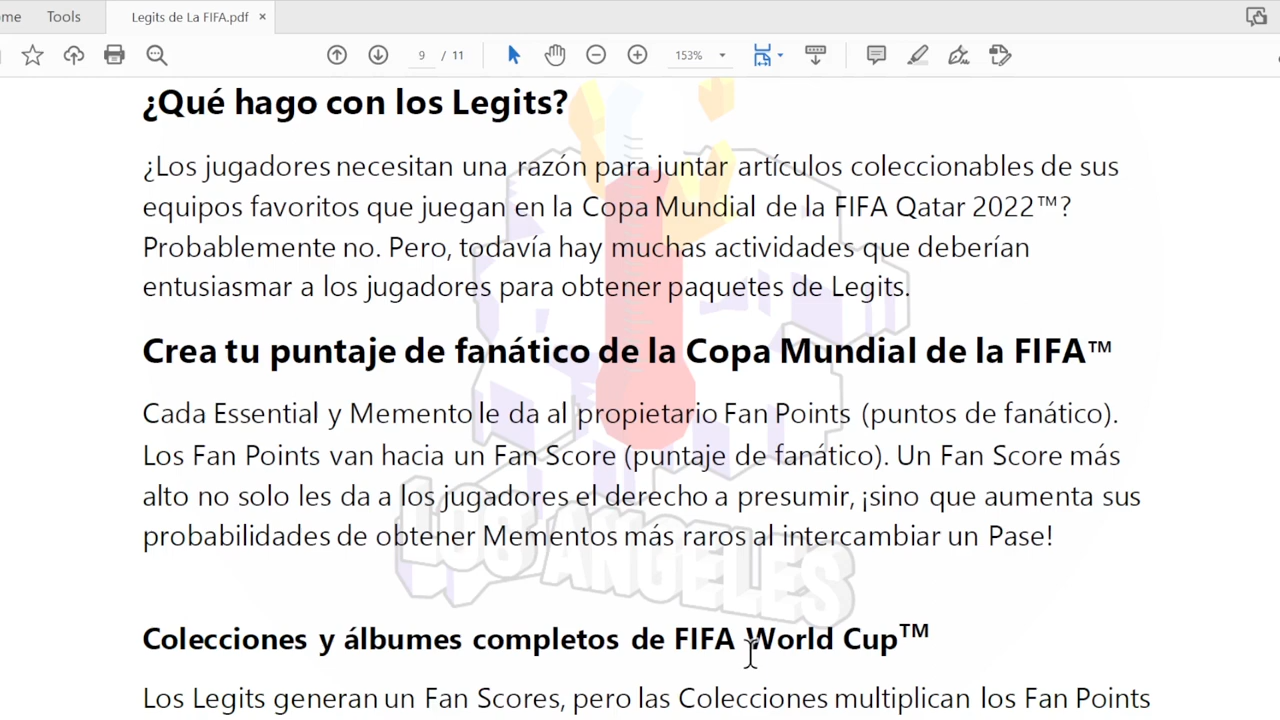 ome Tools Legits de La FIFA.pdf ×
9 / 11 153%
¿Qué hago con los Legits?
¿Los jugadores necesitan una razón para juntar artículos coleccionables de sus
equipos favoritos que juegan en la Copa Mundial de la FIFA Qatar 2022™?
Probablemente no. Pero, todavía hay muchas actividades que deberían
entusiasmar a los jugadores para obtener paquetes de Legits.
Crea tu puntaje de fanático de la Copa Mundial de la FIFA™
Cada Essential y Memento le da al propietario Fan Points (puntos de fanático).
Los Fan Points van hacia un Fan Score (puntaje de fanático). Un Fan Score más
alto no solo les da a los jugadores el derecho a presumir, ¡sino que aumenta sus
probabilidades de obtener Mementos más raros al intercambiar un Pase!
LOS ANGELES
Colecciones y álbumes completos de FIFA World Cup™
Los Legits generan un Fan Scores, pero las Colecciones multiplican los Fan Points